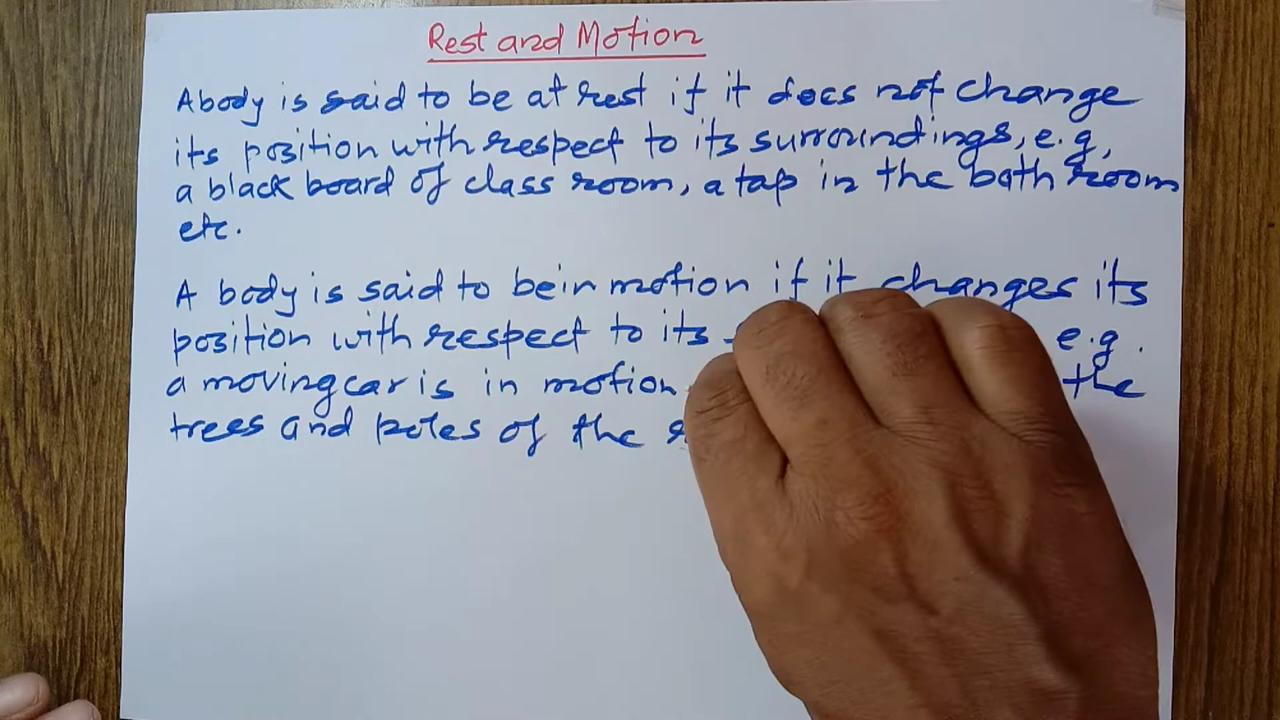 Rest and Motion
A body is said to be at rest if it does not change
its position with respect to its surroundings, e.g,
a black board of class room, a tap in the bath room
etc.
A body is said to be in motion if it changes its
position with respect to its e.g.
a moving car is in motion the
trees and poles of the